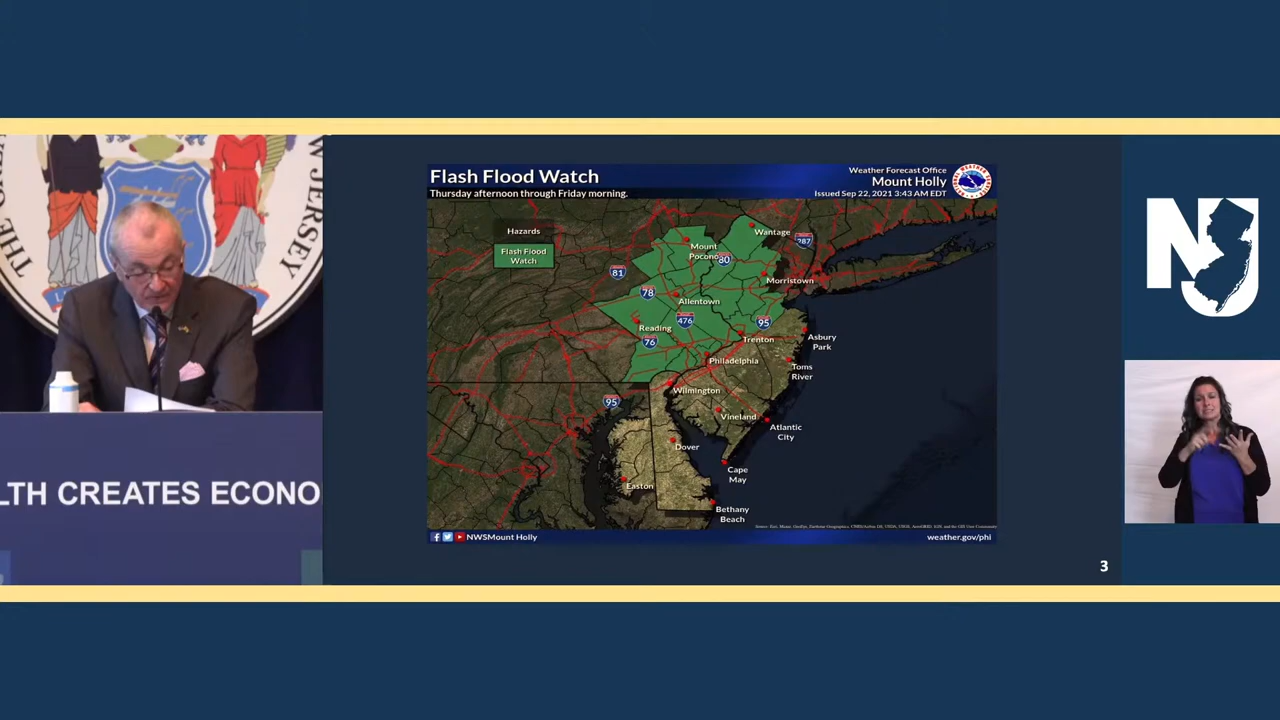 THE
W JERSEY
LTH CREATES ECONO
Flash Flood Watch
Thursday afternoon through Friday morning.
Weather Forecast Office
Mount Holly
Issued Sep 22, 2021 3:43 AM EDT
Hazards
Flash Flood
Watch
Wantage
287
Mount
Pocono
80
81
Morristown
78
Allentown
476
95
Reading
76
Trenton
Asbury
Park
Philadelphia
Toms
River
Wilmington
95
Vineland
Atlantic
City
Dover
Cape
May
Easton
Bethany
Beach
NWSMount Holly
weather.gov/phi
3
NJ